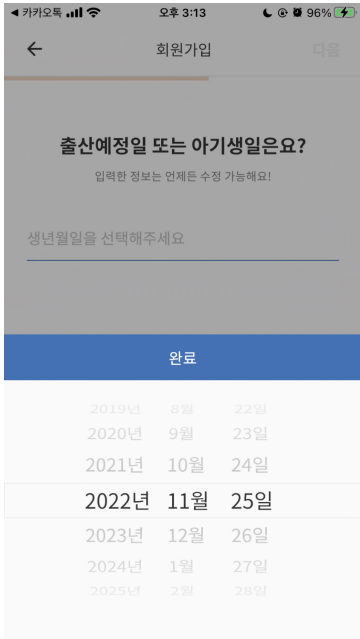 ◀ 카카오톡 오후 3:13 96%
← 회원가입 다음
출산예정일 또는 아기생일은요?
입력한 정보는 언제든 수정 가능해요!
생년월일을 선택해주세요
완료
2019년 8월 22일
2020년 9월 23일
2021년 10월 24일
2022년 11월 25일
2023년 12월 26일
2024년 1월 27일
2025년 2월 28일